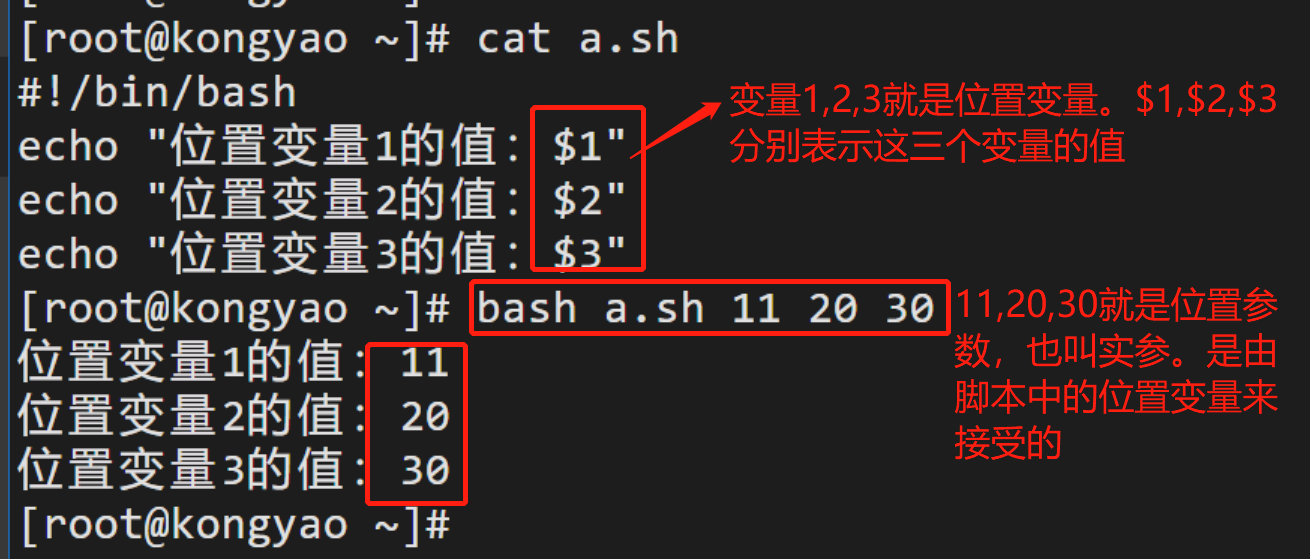 [root@kongyao ~]# cat a.sh
#!/bin/bash
变量1,2,3就是位置变量。$1,$2,$3
分别表示这三个变量的值
echo "位置变量1的值: $1"
echo "位置变量2的值: $2"
echo "位置变量3的值: $3"
[root@kongyao ~]# bash a.sh 11 20 30
11,20,30就是位置参
数，也叫实参。是由
脚本中的位置变量来
接受的
位置变量1的值: 11
位置变量2的值: 20
位置变量3的值: 30
[root@kongyao ~]#